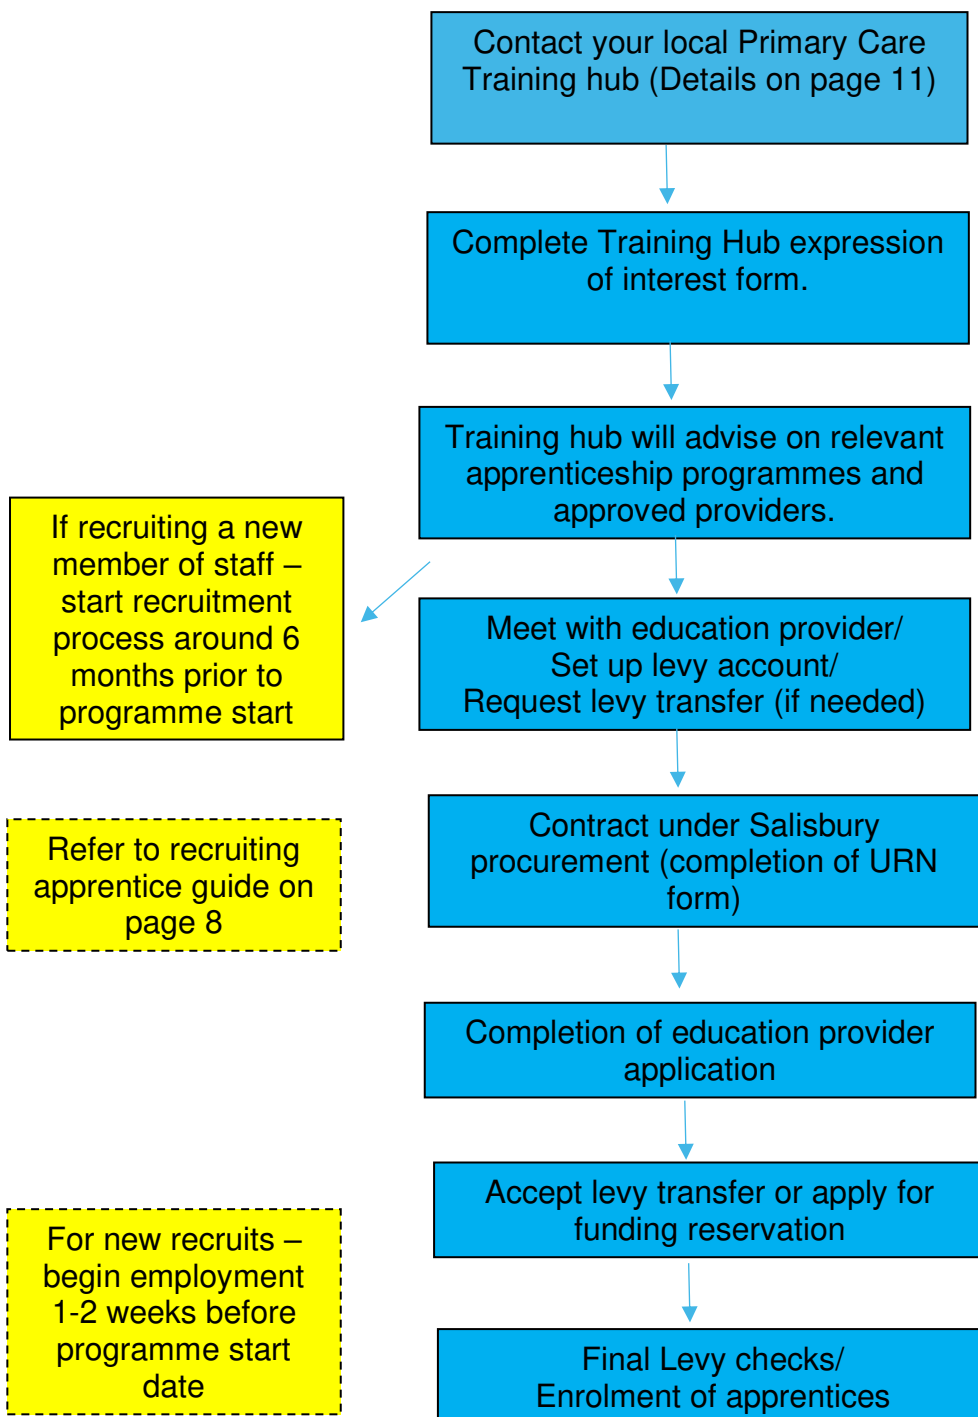 Contact your local Primary Care
Training hub (Details on page 11)
Complete Training Hub expression
of interest form.
Training hub will advise on relevant
apprenticeship programmes and
approved providers.
If recruiting a new
member of staff –
start recruitment
process around 6
months prior to
programme start
Meet with education provider/
Set up levy account/
Request levy transfer (if needed)
Refer to recruiting
apprentice guide on
page 8
Contract under Salisbury
procurement (completion of URN
form)
Completion of education provider
application
Accept levy transfer or apply for
funding reservation
For new recruits –
begin employment
1-2 weeks before
programme start
date
Final Levy checks/
Enrolment of apprentices